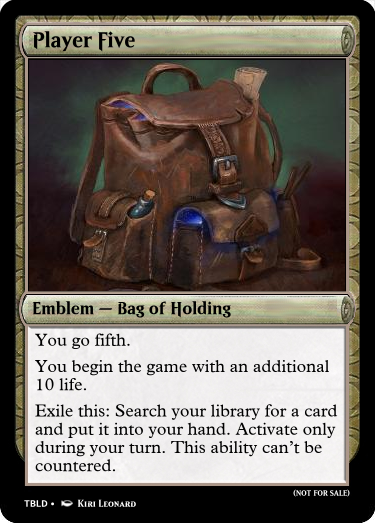 Player Five
Emblem — Bag of Holding
You go fifth.
You begin the game with an additional
10 life.
Exile this: Search your library for a card
and put it into your hand. Activate only
during your turn. This ability can't be
countered.
(NOT FOR SALE)
TBLD • Kiri Leonard